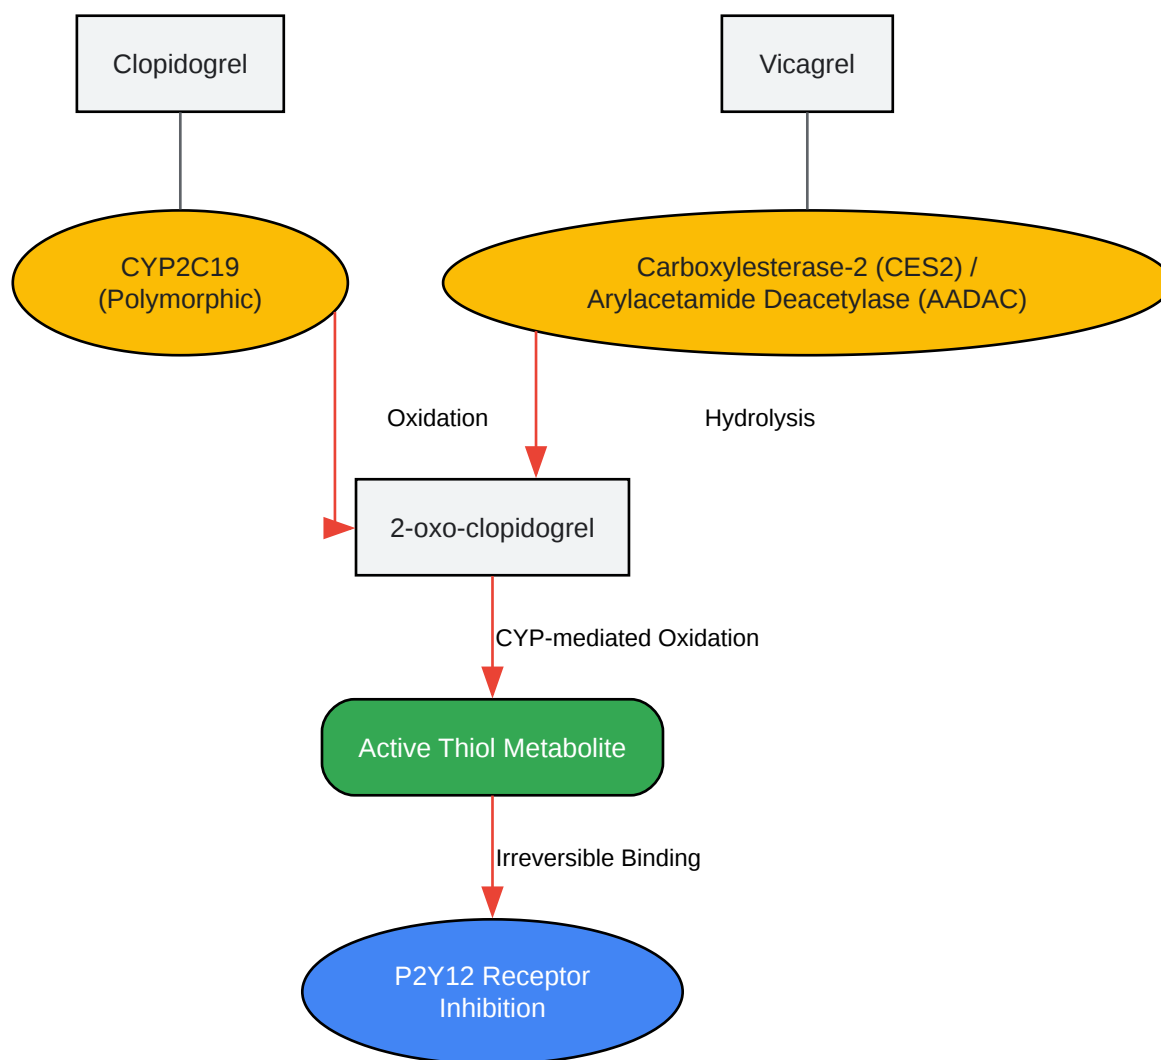 Clopidogrel
Vicagrel
CYP2C19
(Polymorphic)
Carboxylesterase-2 (CES2) /
Arylacetamide Deacetylase (AADAC)
Oxidation
Hydrolysis
2-oxo-clopidogrel
CYP-mediated Oxidation
Active Thiol Metabolite
Irreversible Binding
P2Y12 Receptor
Inhibition